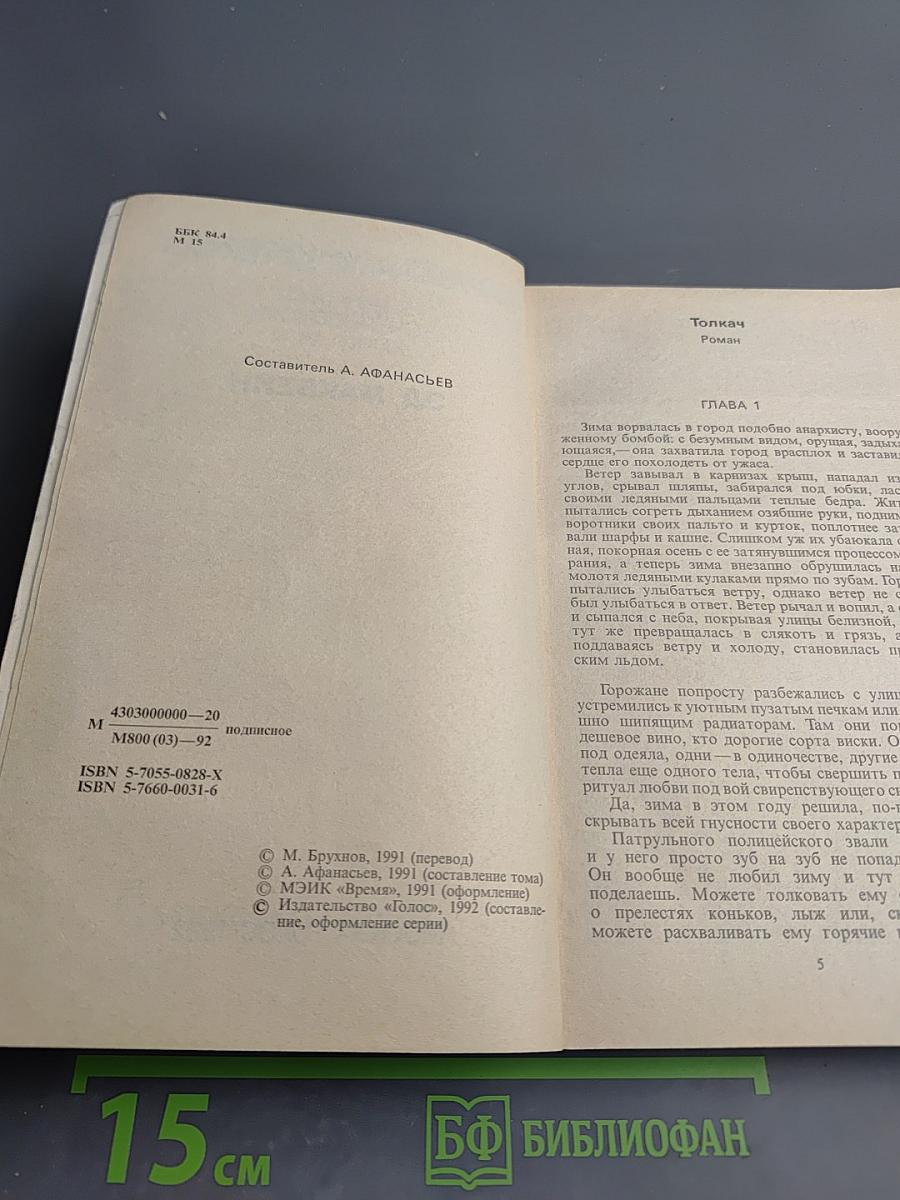 ББК 84.4
М 15
Составитель А. АФАНАСЬЕВ
М 4303000000—20
М800 (03)—92 подписное
ISBN 5-7055-0828-X
ISBN 5-7660-0031-6
© М. Брухнов, 1991 (перевод)
© А. Афанасьев, 1991 (составление тома)
© МЭИК «Время», 1991 (оформление)
© Издательство «Голос», 1992 (составле-
ние, оформление серии)
Толкач
Роман
ГЛАВА 1
Зима ворвалась в город подобно анархисту, воору
женному бомбой: с безумным видом, орущая, задыха
ющаяся,— она захватила город врасплох и застави
сердце его похолодеть от ужаса.
Ветер завывал в карнизах крыш, нападал из
углов, срывал шляпы, забирался под юбки, лас
своими ледяными пальцами теплые бедра. Жит
пытались согреть дыханием озябшие руки, подним
воротники своих пальто и курток, поплотнее за
вали шарфы и кашне. Слишком уж их убаюкала
ная, покорная осень с ее затянувшимся процессом
рания, а теперь зима внезапно обрушилась на
молотя ледяными кулаками прямо по зубам. Гор
пытались улыбаться ветру, однако ветер не с
был улыбаться в ответ. Ветер рычал и вопил, а
и сыпался с неба, покрывая улицы белизной,
тут же превращалась в слякоть и грязь, а
поддаваясь ветру и холоду, становилась п
ским льдом.
Горожане попросту разбежались с улиц
устремились к уютным пузатым печкам или
шно шипящим радиаторам. Там они по
дешевое вино, кто дорогие сорта виски. О
под одеяла, одни — в одиночестве, другие
тепла еще одного тела, чтобы свершить п
ритуал любви под вой свирепствующего с
Да, зима в этом году решила, по-
скрывать всей гнусности своего характер
Патрульного полицейского звали
и у него просто зуб на зуб не попад
Он вообще не любил зиму и тут
поделаешь. Можете толковать ему
о прелестях коньков, лыж или, с
можете расхваливать ему горячие
5
15 см
БФ БИБЛИОФАН